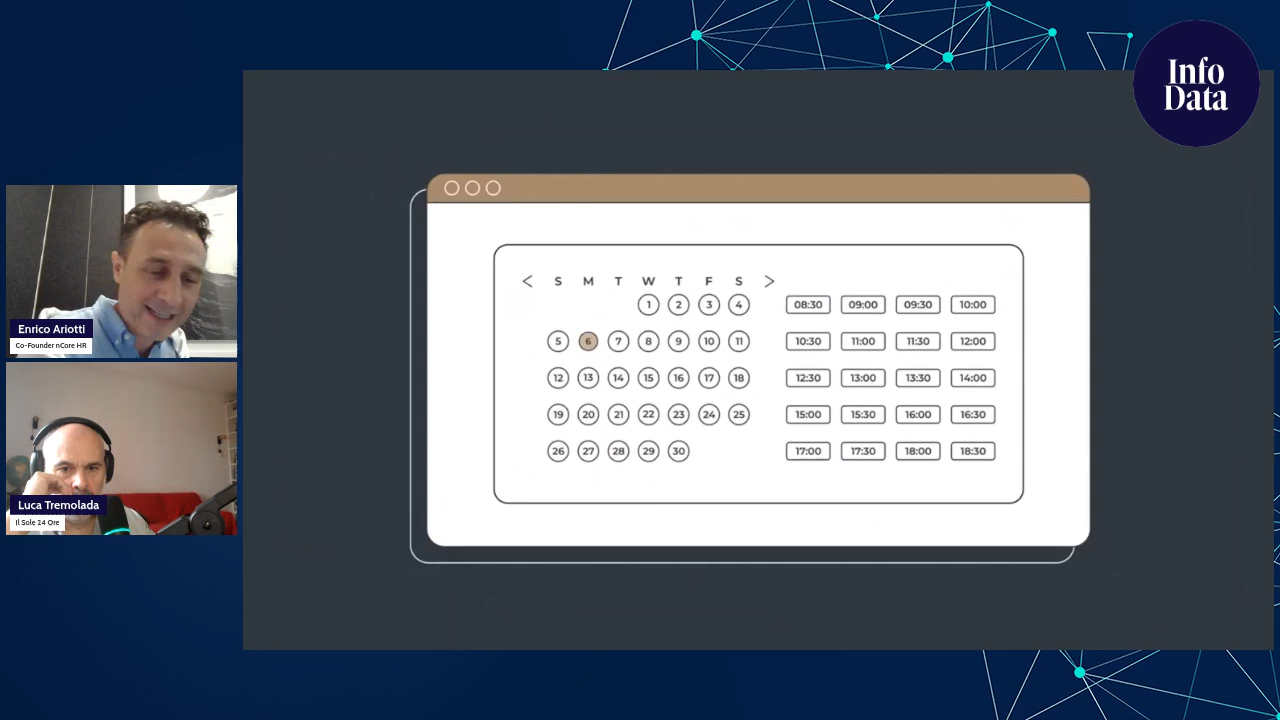 Info
Data
< S M T W T F S >
1 2 3 4
5 6 7 8 9 10 11
12 13 14 15 16 17 18
19 20 21 22 23 24 25
26 27 28 29 30
08:30 09:00 09:30 10:00
10:30 11:00 11:30 12:00
12:30 13:00 13:30 14:00
15:00 15:30 16:00 16:30
17:00 17:30 18:00 18:30
Enrico Ariotti
Co-Founder nCore HR
Luca Tremolada
Il Sole 24 Ore